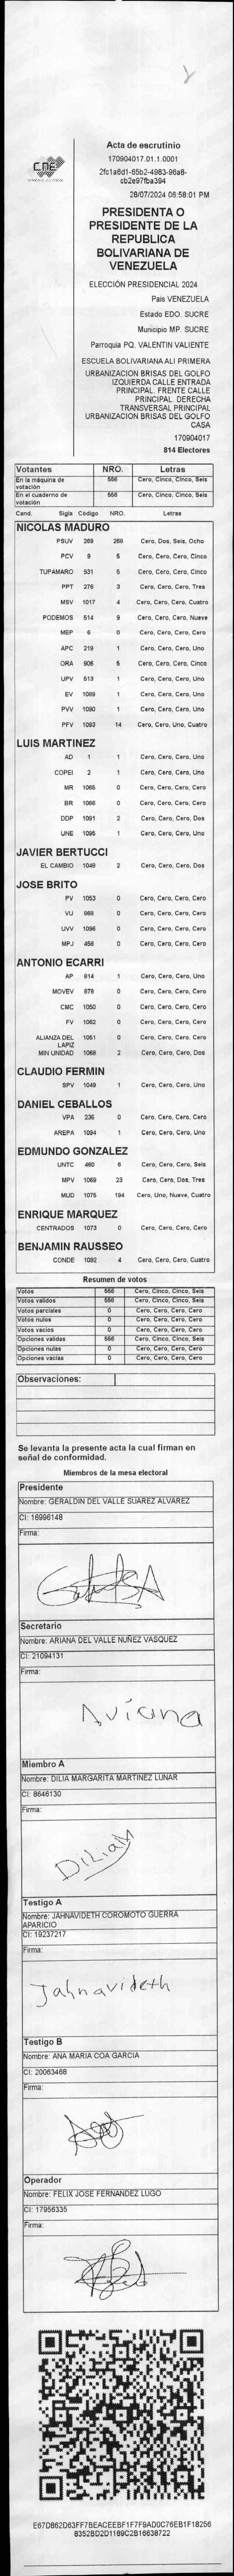 CNE
Acta de escrutinio
170904017.01.1.0001
2fc1a6d1-65b2-4983-96a8-
cb2e97fba394
28/07/2024 06:58:01 PM
PRESIDENTA O
PRESIDENTE DE LA
REPUBLICA
BOLIVARIANA DE
VENEZUELA
ELECCIÓN PRESIDENCIAL 2024
Pais VENEZUELA
Estado EDO. SUCRE
Municipio MP. SUCRE
Parroquia PQ. VALENTIN VALIENTE
ESCUELA BOLIVARIANA ALI PRIMERA
URBANIZACION BRISAS DEL GOLFO
IZQUIERDA CALLE ENTRADA
PRINCIPAL. FRENTE CALLE
PRINCIPAL. DERECHA
TRANSVERSAL PRINCIPAL
URBANIZACION BRISAS DEL GOLFO
CASA
170904017
814 Electores
Votantes NRO. Letras
En la máquina de votación 556 Cero, Cinco, Cinco, Seis
En el cuaderno de votación 556 Cero, Cinco, Cinco, Seis
Cand. Sigla Código NRO. Letras
NICOLAS MADURO
PSUV 269 268 Cero, Dos, Seis, Ocho
PCV 9 5 Cero, Cero, Cero, Cinco
TUPAMARO 931 5 Cero, Cero, Cero, Cinco
PPT 276 3 Cero, Cero, Cero, Tres
MSV 1017 4 Cero, Cero, Cero, Cuatro
PODEMOS 514 9 Cero, Cero, Cero, Nueve
MEP 6 0 Cero, Cero, Cero, Cero
APC 219 1 Cero, Cero, Cero, Uno
ORA 906 5 Cero, Cero, Cero, Cinco
UPV 513 1 Cero, Cero, Cero, Uno
EV 1089 1 Cero, Cero, Cero, Uno
PVV 1090 1 Cero, Cero, Cero, Uno
PFV 1093 14 Cero, Cero, Uno, Cuatro
LUIS MARTINEZ
AD 1 1 Cero, Cero, Cero, Uno
COPEI 2 1 Cero, Cero, Cero, Uno
MR 1065 0 Cero, Cero, Cero, Cero
BR 1066 0 Cero, Cero, Cero, Cero
DDP 1091 2 Cero, Cero, Cero, Dos
UNE 1095 1 Cero, Cero, Cero, Uno
JAVIER BERTUCCI
EL CAMBIO 1048 2 Cero, Cero, Cero, Dos
JOSE BRITO
PV 1053 0 Cero, Cero, Cero, Cero
VU 868 0 Cero, Cero, Cero, Cero
UVV 1096 0 Cero, Cero, Cero, Cero
MPJ 458 0 Cero, Cero, Cero, Cero
ANTONIO ECARRI
AP 814 1 Cero, Cero, Cero, Uno
MOVEV 878 0 Cero, Cero, Cero, Cero
CMC 1050 0 Cero, Cero, Cero, Cero
FV 1062 0 Cero, Cero, Cero, Cero
ALIANZA DEL LAPIZ 1051 0 Cero, Cero, Cero, Cero
MIN UNIDAD 1068 2 Cero, Cero, Cero, Dos
CLAUDIO FERMIN
SPV 1049 1 Cero, Cero, Cero, Uno
DANIEL CEBALLOS
VPA 236 0 Cero, Cero, Cero, Cero
AREPA 1094 1 Cero, Cero, Cero, Uno
EDMUNDO GONZALEZ
UNTC 460 6 Cero, Cero, Cero, Seis
MPV 1069 23 Cero, Cero, Dos, Tres
MUD 1075 194 Cero, Uno, Nueve, Cuatro
ENRIQUE MARQUEZ
CENTRADOS 1073 0 Cero, Cero, Cero, Cero
BENJAMIN RAUSSEO
CONDE 1092 4 Cero, Cero, Cero, Cuatro
Resumen de votos
Votos 556 Cero, Cinco, Cinco, Seis
Votos validos 556 Cero, Cinco, Cinco, Seis
Votos parciales 0 Cero, Cero, Cero, Cero
Votos nulos 0 Cero, Cero, Cero, Cero
Votos vacios 0 Cero, Cero, Cero, Cero
Opciones validas 556 Cero, Cinco, Cinco, Seis
Opciones nulas 0 Cero, Cero, Cero, Cero
Opciones vacias 0 Cero, Cero, Cero, Cero
Observaciones:
Se levanta la presente acta la cual firman en
señal de conformidad.
Miembros de la mesa electoral
Presidente
Nombre: GERALDIN DEL VALLE SUAREZ ALVAREZ
CI: 16996148
Firma:
Secretario
Nombre: ARIANA DEL VALLE NUÑEZ VASQUEZ
CI: 21094131
Firma:
Ariana
Miembro A
Nombre: DILIA MARGARITA MARTINEZ LUNAR
CI: 8646130
Firma:
DiLiaM
Testigo A
Nombre: JAHNAVIDETH COROMOTO GUERRA
APARICIO
CI: 19237217
Firma:
Jahnavideth
Testigo B
Nombre: ANA MARIA COA GARCIA
CI: 20063468
Firma:
Operador
Nombre: FELIX JOSE FERNANDEZ LUGO
CI: 17956335
Firma:
E67D862D63FF7BEACEEBF1F7F9AD0C76EB1F18256
8352BD2D1189C2B16638722